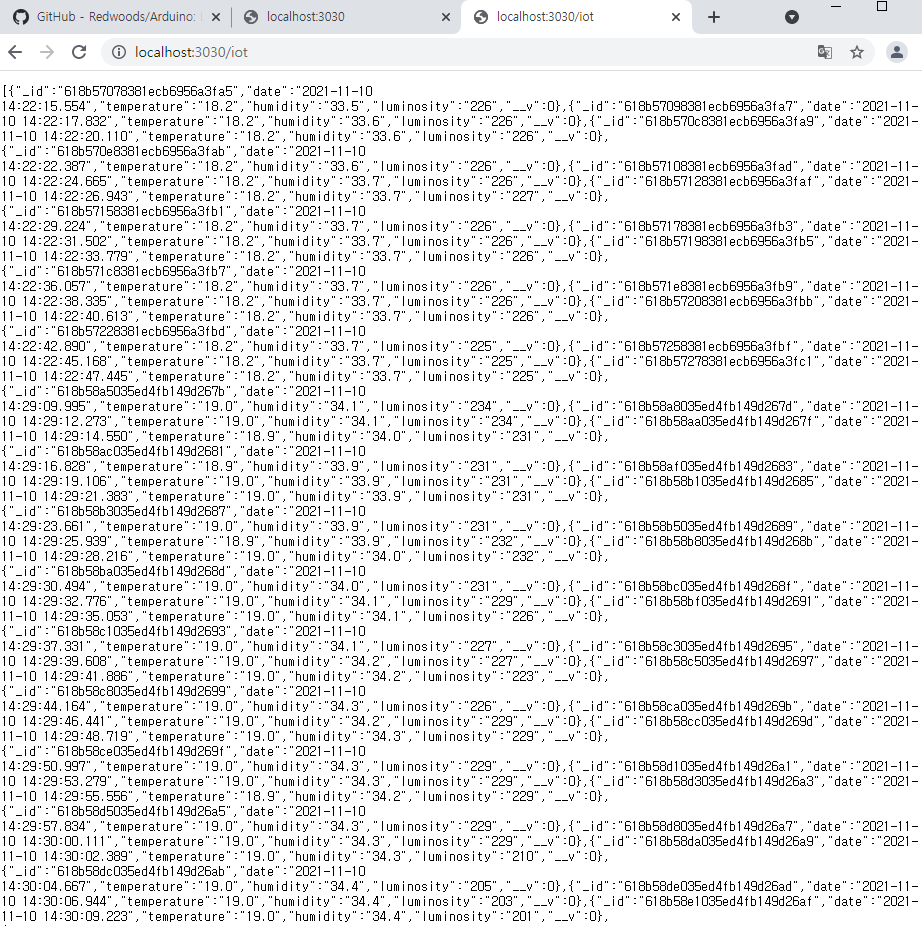 GitHub - Redwoods/Arduino:
localhost:3030
localhost:3030/iot
localhost:3030/iot
[{"_id":"618b57078381ecb6956a3fa5","date":"2021-11-10
14:22:15.554","temperature":"18.2","humidity":"33.5","luminosity":"226","__v":0},{"_id":"618b57098381ecb6956a3fa7","date":"2021-11-
10 14:22:17.832","temperature":"18.2","humidity":"33.6","luminosity":"226","__v":0},{"_id":"618b570c8381ecb6956a3fa9","date":"2021-
11-10 14:22:20.110","temperature":"18.2","humidity":"33.6","luminosity":"226","__v":0},
{"_id":"618b570e8381ecb6956a3fab","date":"2021-11-10
14:22:22.387","temperature":"18.2","humidity":"33.6","luminosity":"226","__v":0},{"_id":"618b57108381ecb6956a3fad","date":"2021-11-
10 14:22:24.665","temperature":"18.2","humidity":"33.7","luminosity":"226","__v":0},{"_id":"618b57128381ecb6956a3faf","date":"2021-
11-10 14:22:26.943","temperature":"18.2","humidity":"33.7","luminosity":"227","__v":0},
{"_id":"618b57158381ecb6956a3fb1","date":"2021-11-10
14:22:29.224","temperature":"18.2","humidity":"33.7","luminosity":"226","__v":0},{"_id":"618b57178381ecb6956a3fb3","date":"2021-11-
10 14:22:31.502","temperature":"18.2","humidity":"33.7","luminosity":"226","__v":0},{"_id":"618b57198381ecb6956a3fb5","date":"2021-
11-10 14:22:33.779","temperature":"18.2","humidity":"33.7","luminosity":"226","__v":0},
{"_id":"618b571c8381ecb6956a3fb7","date":"2021-11-10
14:22:36.057","temperature":"18.2","humidity":"33.7","luminosity":"226","__v":0},{"_id":"618b571e8381ecb6956a3fb9","date":"2021-11-
10 14:22:38.335","temperature":"18.2","humidity":"33.7","luminosity":"226","__v":0},{"_id":"618b57208381ecb6956a3fbb","date":"2021-
11-10 14:22:40.613","temperature":"18.2","humidity":"33.7","luminosity":"226","__v":0},
{"_id":"618b57228381ecb6956a3fbd","date":"2021-11-10
14:22:42.890","temperature":"18.2","humidity":"33.7","luminosity":"225","__v":0},{"_id":"618b57258381ecb6956a3fbf","date":"2021-11-
10 14:22:45.168","temperature":"18.2","humidity":"33.7","luminosity":"225","__v":0},{"_id":"618b57278381ecb6956a3fc1","date":"2021-
11-10 14:22:47.445","temperature":"18.2","humidity":"33.7","luminosity":"225","__v":0},
{"_id":"618b58a5035ed4fb149d267b","date":"2021-11-10
14:29:09.995","temperature":"19.0","humidity":"34.1","luminosity":"234","__v":0},{"_id":"618b58a8035ed4fb149d267d","date":"2021-11-
10 14:29:12.273","temperature":"19.0","humidity":"34.1","luminosity":"234","__v":0},{"_id":"618b58aa035ed4fb149d267f","date":"2021-
11-10 14:29:14.550","temperature":"18.9","humidity":"34.0","luminosity":"231","__v":0},
{"_id":"618b58ac035ed4fb149d2681","date":"2021-11-10
14:29:16.828","temperature":"18.9","humidity":"33.9","luminosity":"231","__v":0},{"_id":"618b58af035ed4fb149d2683","date":"2021-11-
10 14:29:19.106","temperature":"19.0","humidity":"33.9","luminosity":"231","__v":0},{"_id":"618b58b1035ed4fb149d2685","date":"2021-
11-10 14:29:21.383","temperature":"19.0","humidity":"33.9","luminosity":"231","__v":0},
{"_id":"618b58b3035ed4fb149d2687","date":"2021-11-10
14:29:23.661","temperature":"19.0","humidity":"33.9","luminosity":"231","__v":0},{"_id":"618b58b5035ed4fb149d2689","date":"2021-11-
10 14:29:25.939","temperature":"18.9","humidity":"33.9","luminosity":"232","__v":0},{"_id":"618b58b8035ed4fb149d268b","date":"2021-
11-10 14:29:28.216","temperature":"19.0","humidity":"34.0","luminosity":"232","__v":0},
{"_id":"618b58ba035ed4fb149d268d","date":"2021-11-10
14:29:30.494","temperature":"19.0","humidity":"34.0","luminosity":"231","__v":0},{"_id":"618b58bc035ed4fb149d268f","date":"2021-11-
10 14:29:32.776","temperature":"19.0","humidity":"34.1","luminosity":"229","__v":0},{"_id":"618b58bf035ed4fb149d2691","date":"2021-
11-10 14:29:35.053","temperature":"19.0","humidity":"34.1","luminosity":"226","__v":0},
{"_id":"618b58c1035ed4fb149d2693","date":"2021-11-10
14:29:37.331","temperature":"19.0","humidity":"34.1","luminosity":"227","__v":0},{"_id":"618b58c3035ed4fb149d2695","date":"2021-11-
10 14:29:39.608","temperature":"19.0","humidity":"34.2","luminosity":"227","__v":0},{"_id":"618b58c5035ed4fb149d2697","date":"2021-
11-10 14:29:41.886","temperature":"19.0","humidity":"34.2","luminosity":"223","__v":0},
{"_id":"618b58c8035ed4fb149d2699","date":"2021-11-10
14:29:44.164","temperature":"19.0","humidity":"34.3","luminosity":"226","__v":0},{"_id":"618b58ca035ed4fb149d269b","date":"2021-11-
10 14:29:46.441","temperature":"19.0","humidity":"34.2","luminosity":"229","__v":0},{"_id":"618b58cc035ed4fb149d269d","date":"2021-
11-10 14:29:48.719","temperature":"19.0","humidity":"34.3","luminosity":"229","__v":0},
{"_id":"618b58ce035ed4fb149d269f","date":"2021-11-10
14:29:50.997","temperature":"19.0","humidity":"34.3","luminosity":"229","__v":0},{"_id":"618b58d1035ed4fb149d26a1","date":"2021-11-
10 14:29:53.279","temperature":"19.0","humidity":"34.3","luminosity":"229","__v":0},{"_id":"618b58d3035ed4fb149d26a3","date":"2021-
11-10 14:29:55.556","temperature":"18.9","humidity":"34.2","luminosity":"229","__v":0},
{"_id":"618b58d5035ed4fb149d26a5","date":"2021-11-10
14:29:57.834","temperature":"19.0","humidity":"34.3","luminosity":"229","__v":0},{"_id":"618b58d8035ed4fb149d26a7","date":"2021-11-
10 14:30:00.111","temperature":"19.0","humidity":"34.3","luminosity":"229","__v":0},{"_id":"618b58da035ed4fb149d26a9","date":"2021-
11-10 14:30:02.389","temperature":"19.0","humidity":"34.3","luminosity":"210","__v":0},
{"_id":"618b58dc035ed4fb149d26ab","date":"2021-11-10
14:30:04.667","temperature":"19.0","humidity":"34.4","luminosity":"205","__v":0},{"_id":"618b58de035ed4fb149d26ad","date":"2021-11-
10 14:30:06.944","temperature":"19.0","humidity":"34.4","luminosity":"203","__v":0},{"_id":"618b58e1035ed4fb149d26af","date":"2021-
11-10 14:30:09.223","temperature":"19.0","humidity":"34.4","luminosity":"201","__v":0},